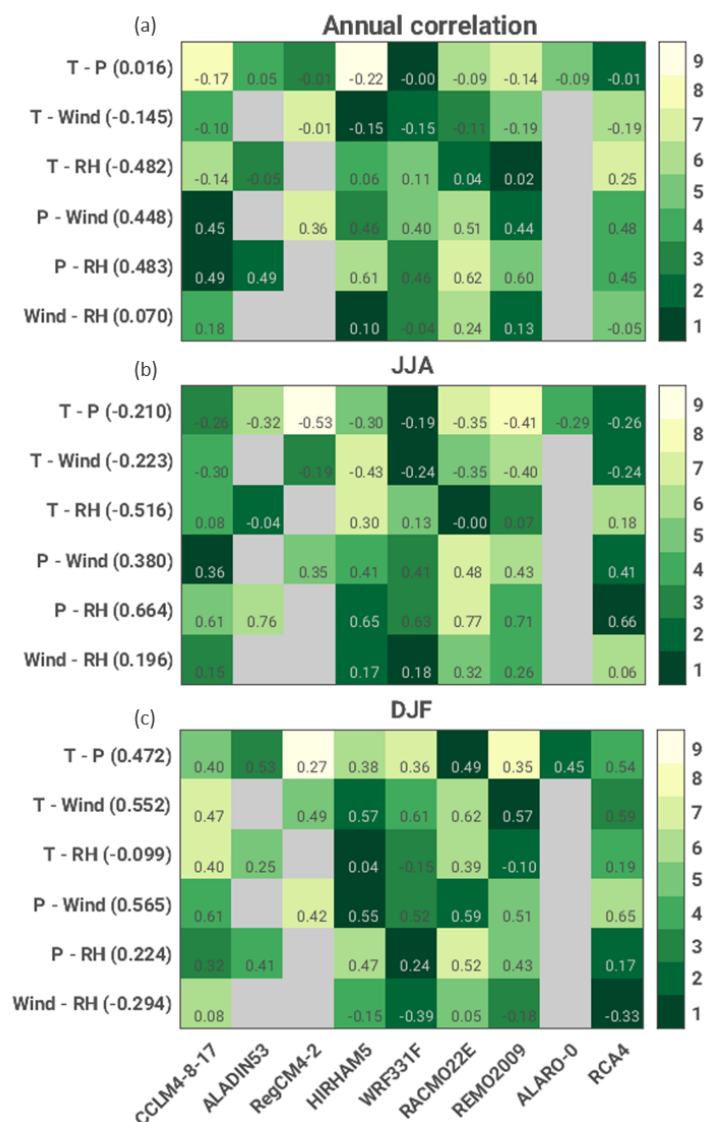 (a) Annual correlation
T - P (0.016) -0.17 0.05 -0.01 -0.22 -0.00 -0.09 -0.14 -0.09 -0.01
T - Wind (-0.145) -0.10 -0.01 -0.15 -0.15 -0.11 -0.19 -0.19
T - RH (-0.482) -0.14 -0.05 0.06 0.11 0.04 0.02 0.25
P - Wind (0.448) 0.45 0.36 0.46 0.40 0.51 0.44 0.48
P - RH (0.483) 0.49 0.49 0.61 0.46 0.62 0.60 0.45
Wind - RH (0.070) 0.18 0.10 -0.04 0.24 0.13 -0.05
9
8
7
6
5
4
3
2
1
(b) JJA
T - P (-0.210) -0.26 -0.32 -0.53 -0.30 -0.19 -0.35 -0.41 -0.29 -0.26
T - Wind (-0.223) -0.30 -0.19 -0.43 -0.24 -0.35 -0.40 -0.24
T - RH (-0.516) 0.08 -0.04 0.30 0.13 -0.00 0.07 0.18
P - Wind (0.380) 0.36 0.35 0.41 0.41 0.48 0.43 0.41
P - RH (0.664) 0.61 0.76 0.65 0.63 0.77 0.71 0.66
Wind - RH (0.196) 0.15 0.17 0.18 0.32 0.26 0.06
9
8
7
6
5
4
3
2
1
(c) DJF
T - P (0.472) 0.40 0.53 0.27 0.38 0.36 0.49 0.35 0.45 0.54
T - Wind (0.552) 0.47 0.49 0.57 0.61 0.62 0.57 0.59
T - RH (-0.099) 0.40 0.25 0.04 -0.15 0.39 -0.10 0.19
P - Wind (0.565) 0.61 0.42 0.55 0.52 0.59 0.51 0.65
P - RH (0.224) 0.32 0.41 0.47 0.24 0.52 0.43 0.17
Wind - RH (-0.294) 0.08 -0.15 -0.39 0.05 -0.18 -0.33
9
8
7
6
5
4
3
2
1
CCLM4-8-17 ALADIN53 RegCM4-2 HIRHAM5 WRF331F RACMO22E REMO2009 ALARO-0 RCA4